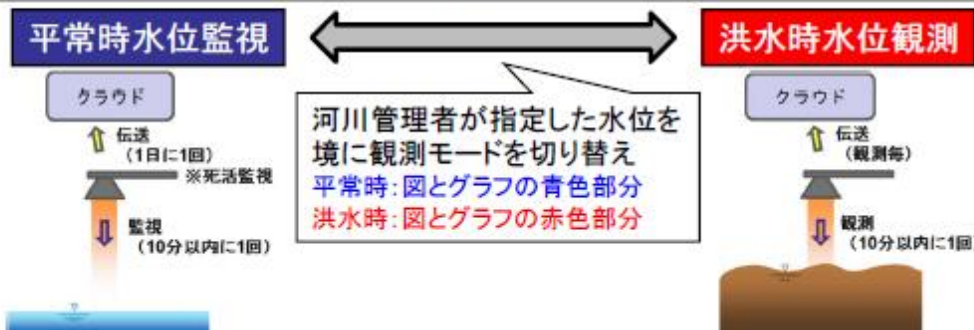 平常時水位監視
洪水時水位観測
クラウド
伝送
(1日に1回)
※死活監視
監視
(10分以内に1回)
河川管理者が指定した水位を
境に観測モードを切り替え
平常時:図とグラフの青色部分
洪水時:図とグラフの赤色部分
クラウド
伝送
(観測毎)
観測
(10分以内に1回)